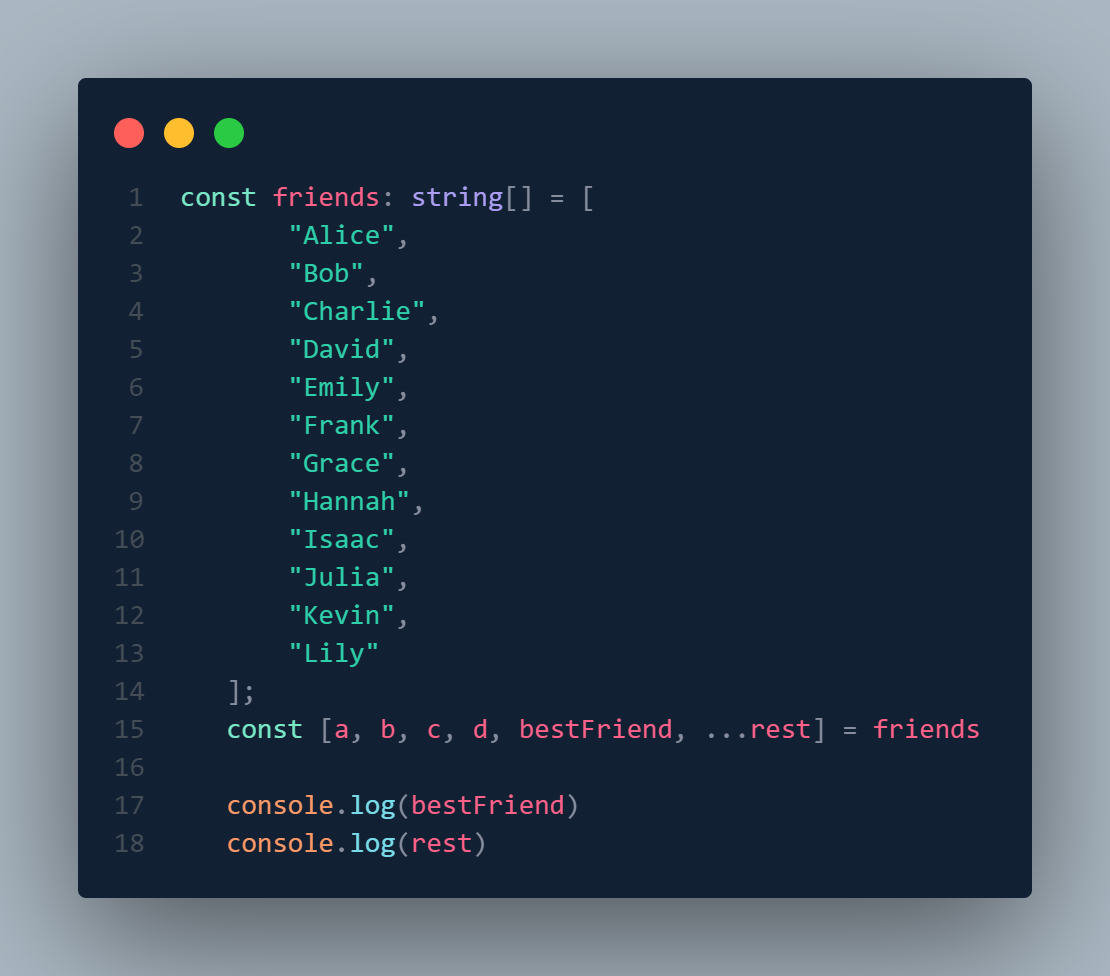 1 const friends: string[] = [
2 "Alice",
3 "Bob",
4 "Charlie",
5 "David",
6 "Emily",
7 "Frank",
8 "Grace",
9 "Hannah",
10 "Isaac",
11 "Julia",
12 "Kevin",
13 "Lily"
14 ];
15 const [a, b, c, d, bestFriend, ...rest] = friends
16
17 console.log(bestFriend)
18 console.log(rest)